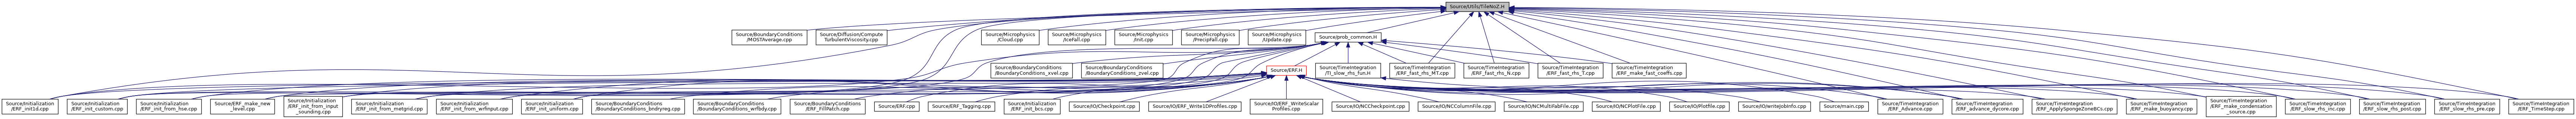 Source/Utils/TileNoZ.H
Source/BoundaryConditions
/MOSTAverage.cpp
Source/Diffusion/Compute
TurbulentViscosity.cpp
Source/Microphysics
/Cloud.cpp
Source/Microphysics
/IceFall.cpp
Source/Microphysics
/Init.cpp
Source/Microphysics
/PrecipFall.cpp
Source/Microphysics
/Update.cpp
Source/prob_common.H
Source/BoundaryConditions
/BoundaryConditions_xvel.cpp
Source/BoundaryConditions
/BoundaryConditions_zvel.cpp
Source/ERF.H
Source/TimeIntegration
/TI_slow_rhs_fun.H
Source/TimeIntegration
/ERF_fast_rhs_MT.cpp
Source/TimeIntegration
/ERF_fast_rhs_N.cpp
Source/TimeIntegration
/ERF_fast_rhs_T.cpp
Source/TimeIntegration
/ERF_make_fast_coeffs.cpp
Source/Initialization
/ERF_init1d.cpp
Source/Initialization
/ERF_init_custom.cpp
Source/Initialization
/ERF_init_from_hse.cpp
Source/ERF_make_new
_level.cpp
Source/Initialization
/ERF_init_from_input
_sounding.cpp
Source/Initialization
/ERF_init_from_metgrid.cpp
Source/Initialization
/ERF_init_from_wrfinput.cpp
Source/Initialization
/ERF_init_uniform.cpp
Source/BoundaryConditions
/BoundaryConditions_bndryreg.cpp
Source/BoundaryConditions
/BoundaryConditions_wrfbdy.cpp
Source/BoundaryConditions
/ERF_FillPatch.cpp
Source/ERF.cpp
Source/ERF_Tagging.cpp
Source/Initialization
/ERF_init_bcs.cpp
Source/IO/Checkpoint.cpp
Source/IO/ERF_Write1DProfiles.cpp
Source/IO/ERF_WriteScalar
Profiles.cpp
Source/IO/NCCheckpoint.cpp
Source/IO/NCColumnFile.cpp
Source/IO/NCMultiFabFile.cpp
Source/IO/NCPlotFile.cpp
Source/IO/Plotfile.cpp
Source/IO/writeJobInfo.cpp
Source/main.cpp
Source/TimeIntegration
/ERF_Advance.cpp
Source/TimeIntegration
/ERF_advance_dycore.cpp
Source/TimeIntegration
/ERF_ApplySpongeZoneBCs.cpp
Source/TimeIntegration
/ERF_make_buoyancy.cpp
Source/TimeIntegration
/ERF_make_condensation
_source.cpp
Source/TimeIntegration
/ERF_slow_rhs_inc.cpp
Source/TimeIntegration
/ERF_slow_rhs_post.cpp
Source/TimeIntegration
/ERF_slow_rhs_pre.cpp
Source/TimeIntegration
/ERF_TimeStep.cpp